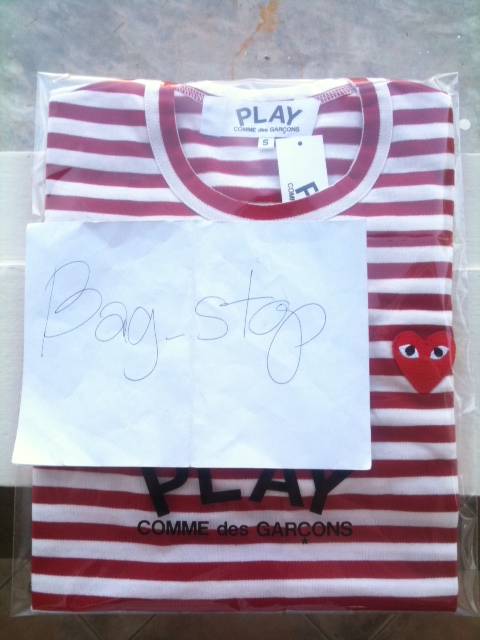 PLAY
COMME des GARÇONS
S
Bag_stop
PLAY
COMME des GARÇONS